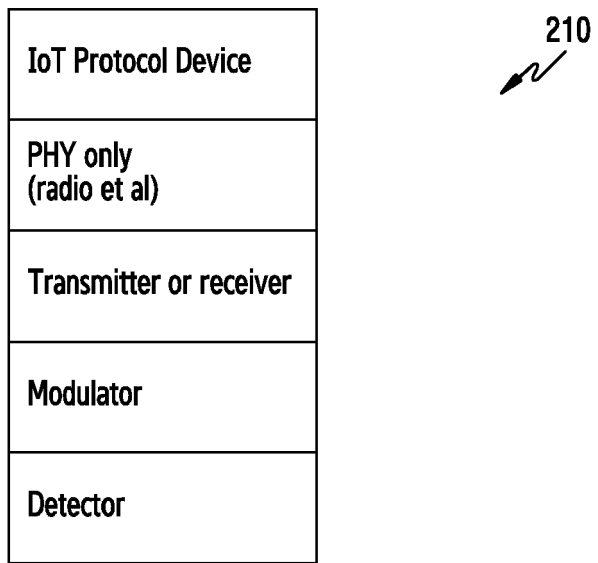 210
IoT Protocol Device
PHY only
(radio et al)
Transmitter or receiver
Modulator
Detector